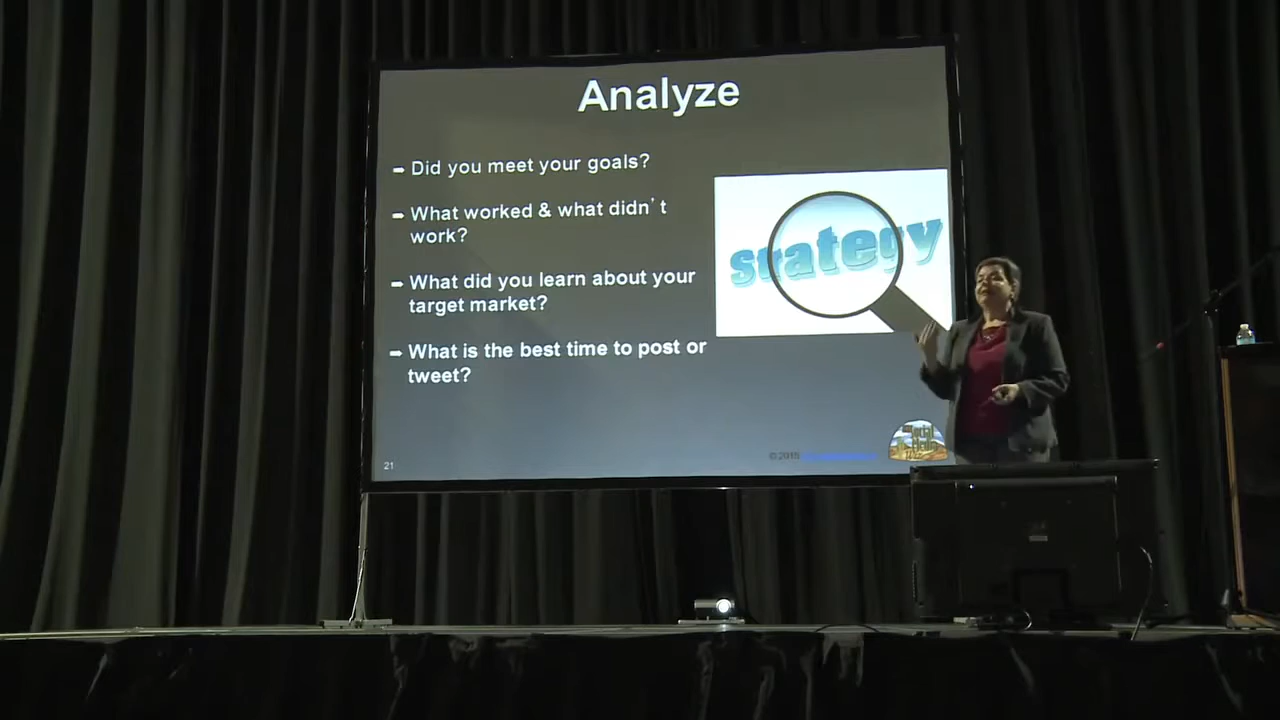 Analyze
➡ Did you meet your goals?
➡ What worked & what didn't
work?
➡ What did you learn about your
target market?
➡ What is the best time to post or
tweet?
strategy
21
© 2015